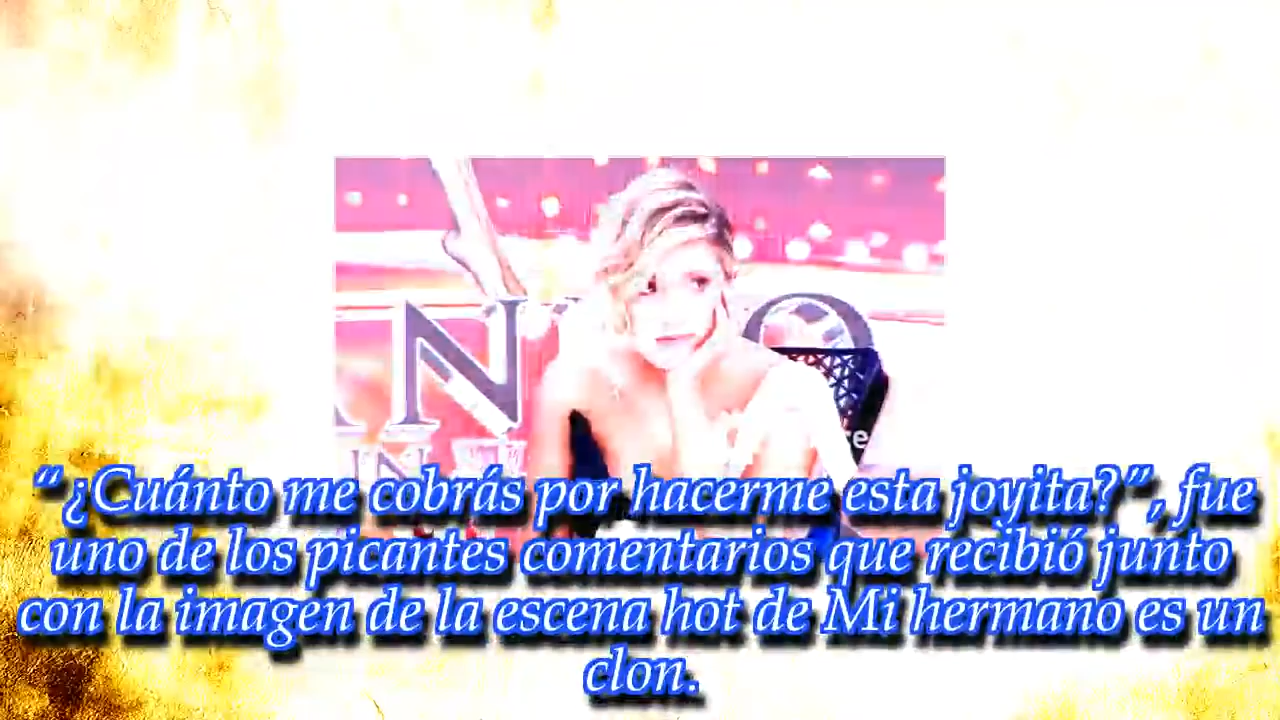 “¿Cuánto me cobrás por hacerme esta joyita?”, fue
uno de los picantes comentarios que recibió junto
con la imagen de la escena hot de Mi hermano es un
clon.